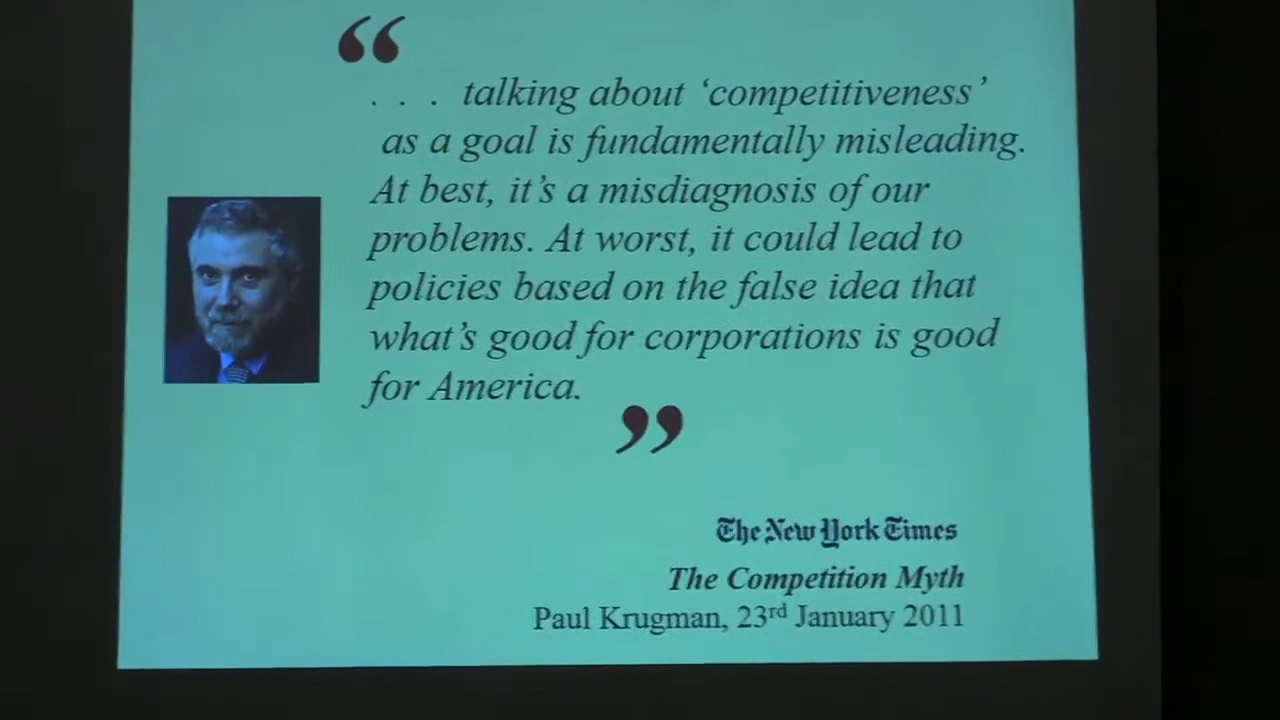 “
. . . talking about ‘competitiveness’
as a goal is fundamentally misleading.
At best, it’s a misdiagnosis of our
problems. At worst, it could lead to
policies based on the false idea that
what’s good for corporations is good
for America.
”
The New York Times
The Competition Myth
Paul Krugman, 23rd January 2011